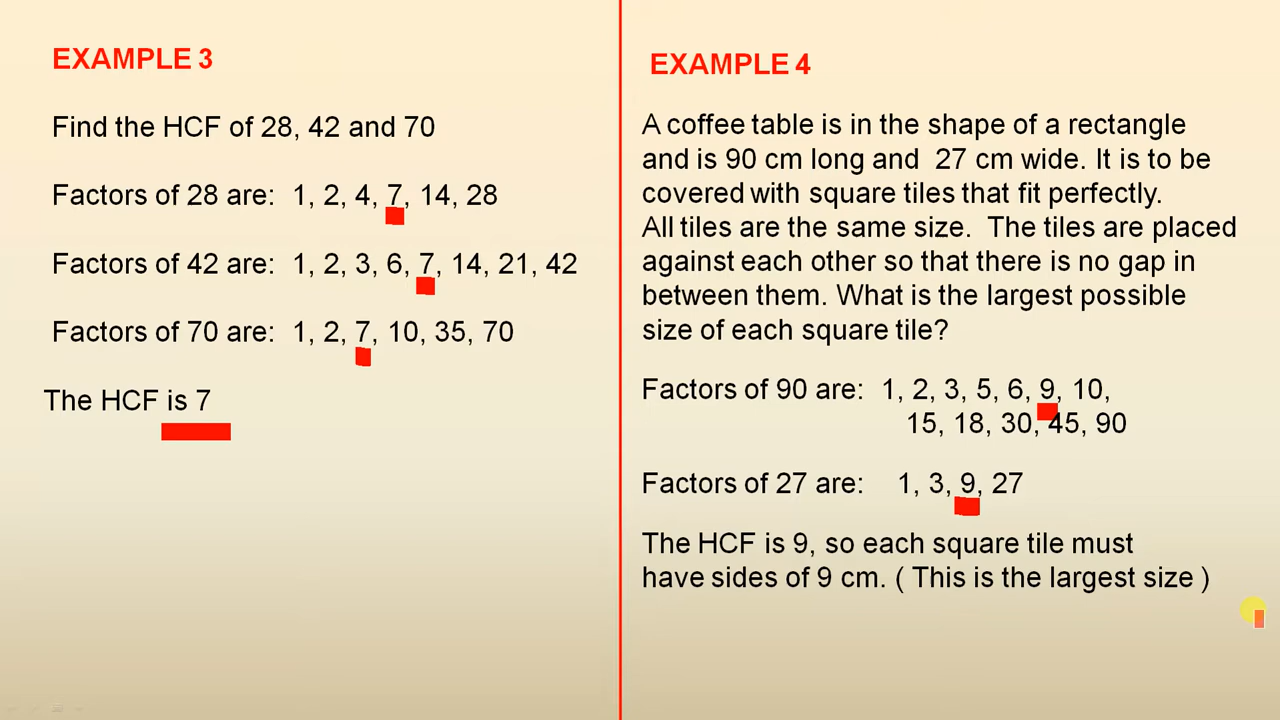 EXAMPLE 3
Find the HCF of 28, 42 and 70
Factors of 28 are: 1, 2, 4, 7, 14, 28
Factors of 42 are: 1, 2, 3, 6, 7, 14, 21, 42
Factors of 70 are: 1, 2, 7, 10, 35, 70
The HCF is 7
EXAMPLE 4
A coffee table is in the shape of a rectangle
and is 90 cm long and 27 cm wide. It is to be
covered with square tiles that fit perfectly.
All tiles are the same size. The tiles are placed
against each other so that there is no gap in
between them. What is the largest possible
size of each square tile?
Factors of 90 are: 1, 2, 3, 5, 6, 9, 10,
15, 18, 30, 45, 90
Factors of 27 are: 1, 3, 9, 27
The HCF is 9, so each square tile must
have sides of 9 cm. ( This is the largest size )